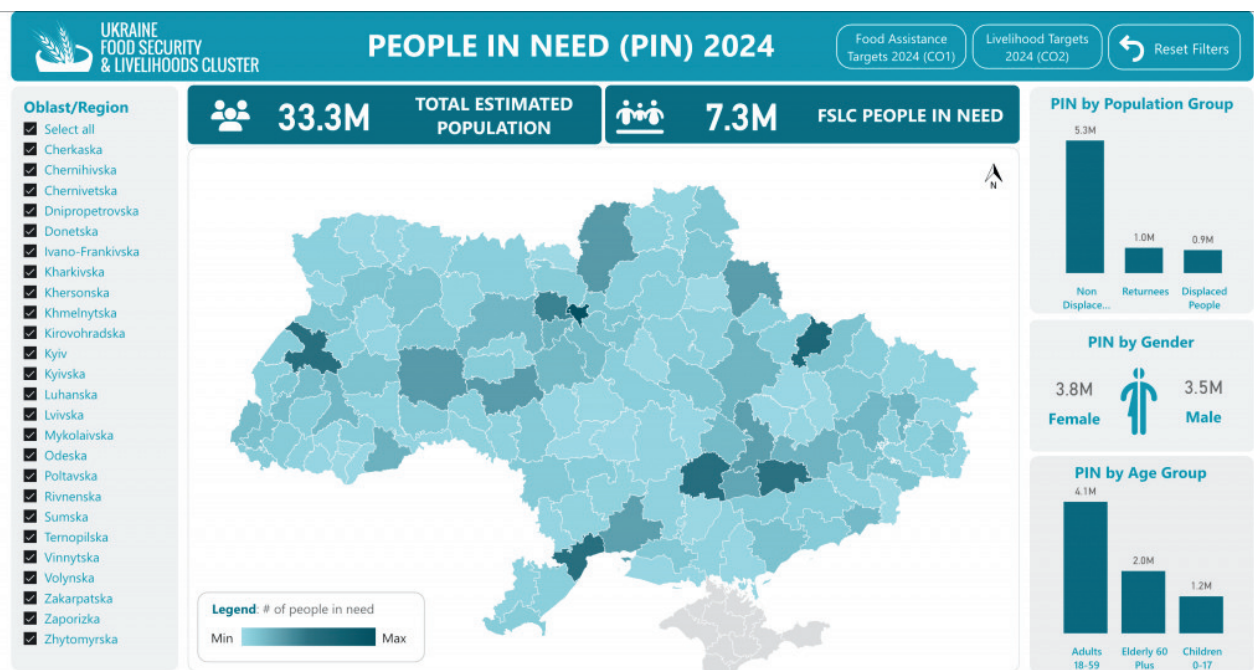 UKRAINE
FOOD SECURITY
& LIVELIHOODS CLUSTER
PEOPLE IN NEED (PIN) 2024
Food Assistance
Targets 2024 (CO1)
Livelihood Targets
2024 (CO2)
Reset Filters
Oblast/Region
Select all
Cherkaska
Chernihivska
Chernivetska
Dnipropetrovska
Donetska
Ivano-Frankivska
Kharkivska
Khersonska
Khmelnytska
Kirovohradska
Kyiv
Kyivska
Luhanska
Lvivska
Mykolaivska
Odeska
Poltavska
Rivnenska
Sumska
Ternopilska
Vinnytska
Volynska
Zakarpatska
Zaporizka
Zhytomyrska
33.3M
TOTAL ESTIMATED
POPULATION
7.3M
FSLC PEOPLE IN NEED
N
Legend: # of people in need
Min
Max
PIN by Population Group
5.3M
1.0M
0.9M
Non
Displace...
Returnees
Displaced
People
PIN by Gender
3.8M
Female
3.5M
Male
PIN by Age Group
4.1M
2.0M
1.2M
Adults
18-59
Elderly 60
Plus
Children
0-17